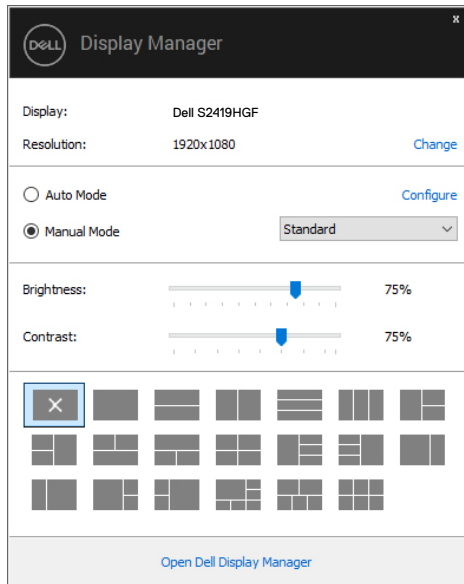 x
DELL Display Manager
Display: Dell S2419HGF
Resolution: 1920x1080 Change
Auto Mode Configure
Manual Mode Standard
Brightness: 75%
Contrast: 75%
Open Dell Display Manager